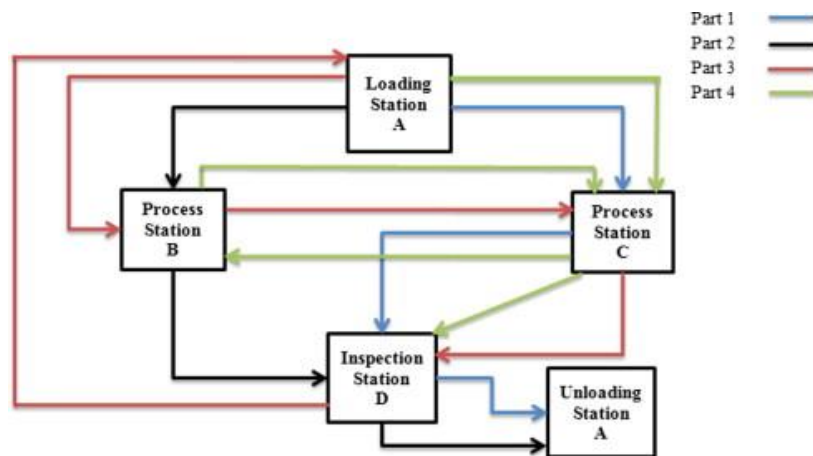 Part 1
Part 2
Part 3
Part 4
Loading
Station
A
Process
Station
B
Process
Station
C
Inspection
Station
D
Unloading
Station
A